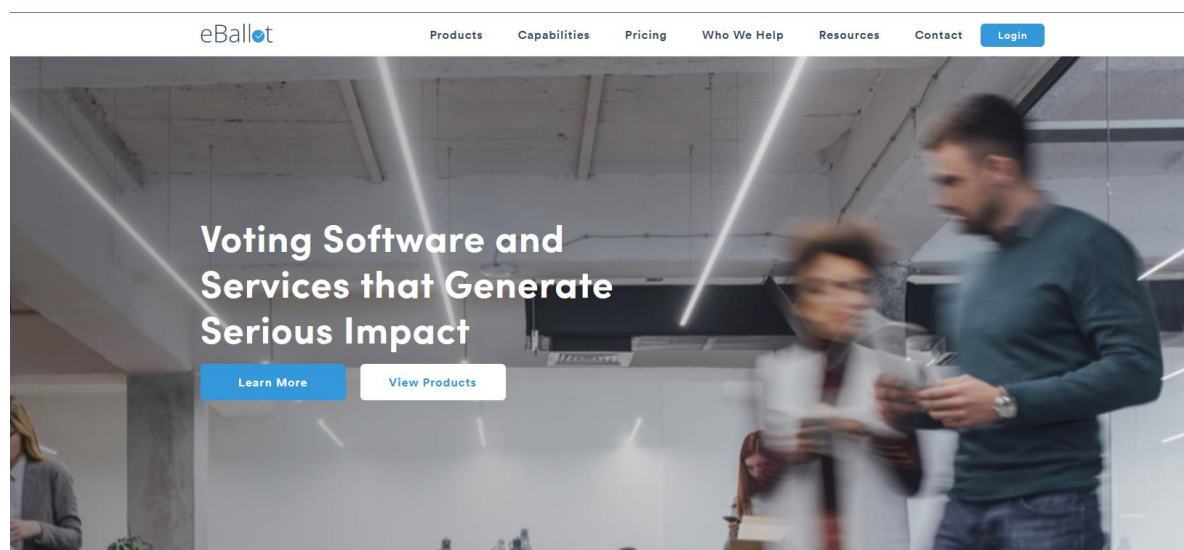 eBallot
Products Capabilities Pricing Who We Help Resources Contact Login
Voting Software and
Services that Generate
Serious Impact
Learn More View Products